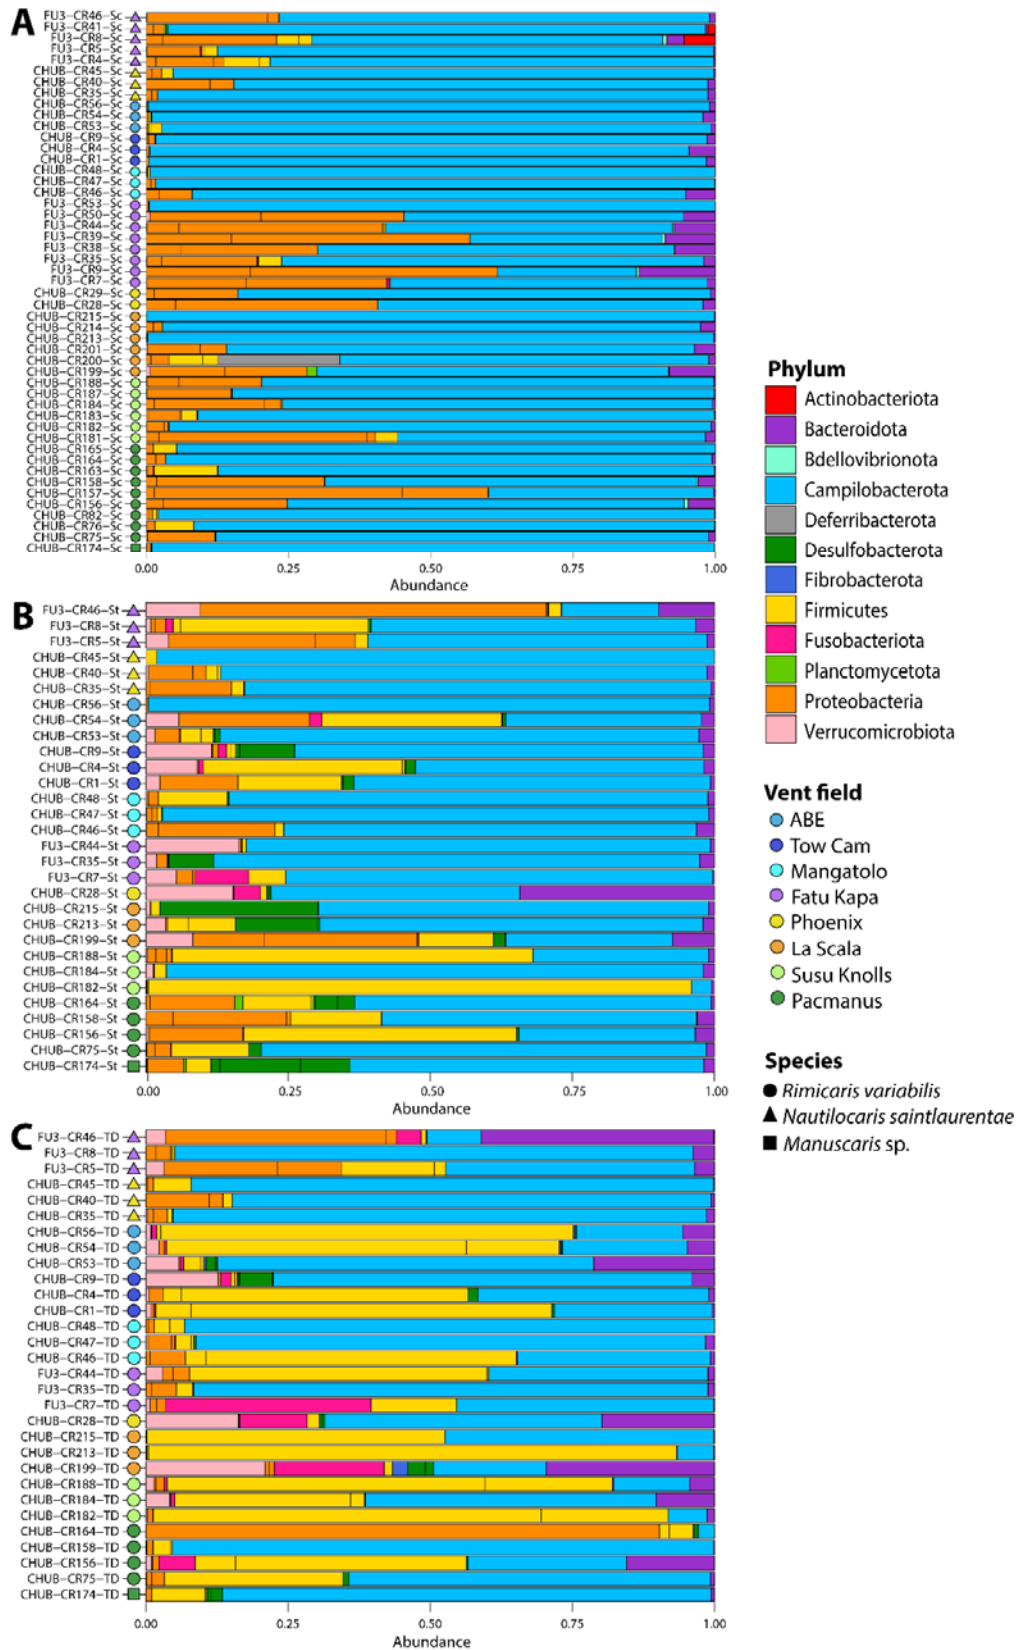 A
FU3-CR46-Sc
FU3-CR41-Sc
FU3-CR8-Sc
FU3-CR5-Sc
FU3-CR4-Sc
CHUB-CR45-Sc
CHUB-CR40-Sc
CHUB-CR35-Sc
CHUB-CR56-Sc
CHUB-CR54-Sc
CHUB-CR53-Sc
CHUB-CR9-Sc
CHUB-CR4-Sc
CHUB-CR1-Sc
CHUB-CR48-Sc
CHUB-CR47-Sc
CHUB-CR46-Sc
FU3-CR53-Sc
FU3-CR50-Sc
FU3-CR44-Sc
FU3-CR39-Sc
FU3-CR38-Sc
FU3-CR35-Sc
FU3-CR9-Sc
FU3-CR7-Sc
CHUB-CR29-Sc
CHUB-CR28-Sc
CHUB-CR215-Sc
CHUB-CR214-Sc
CHUB-CR213-Sc
CHUB-CR201-Sc
CHUB-CR200-Sc
CHUB-CR199-Sc
CHUB-CR188-Sc
CHUB-CR187-Sc
CHUB-CR184-Sc
CHUB-CR183-Sc
CHUB-CR182-Sc
CHUB-CR181-Sc
CHUB-CR165-Sc
CHUB-CR164-Sc
CHUB-CR163-Sc
CHUB-CR158-Sc
CHUB-CR157-Sc
CHUB-CR156-Sc
CHUB-CR82-Sc
CHUB-CR76-Sc
CHUB-CR75-Sc
CHUB-CR174-Sc
0.00 0.25 0.50 0.75 1.00
Abundance
B
FU3-CR46-St
FU3-CR8-St
FU3-CR5-St
CHUB-CR45-St
CHUB-CR40-St
CHUB-CR35-St
CHUB-CR56-St
CHUB-CR54-St
CHUB-CR53-St
CHUB-CR9-St
CHUB-CR4-St
CHUB-CR1-St
CHUB-CR48-St
CHUB-CR47-St
CHUB-CR46-St
FU3-CR44-St
FU3-CR35-St
FU3-CR7-St
CHUB-CR28-St
CHUB-CR215-St
CHUB-CR213-St
CHUB-CR199-St
CHUB-CR188-St
CHUB-CR184-St
CHUB-CR182-St
CHUB-CR164-St
CHUB-CR158-St
CHUB-CR156-St
CHUB-CR75-St
CHUB-CR174-St
0.00 0.25 0.50 0.75 1.00
Abundance
C
FU3-CR46-TD
FU3-CR8-TD
FU3-CR5-TD
CHUB-CR45-TD
CHUB-CR40-TD
CHUB-CR35-TD
CHUB-CR56-TD
CHUB-CR54-TD
CHUB-CR53-TD
CHUB-CR9-TD
CHUB-CR4-TD
CHUB-CR1-TD
CHUB-CR48-TD
CHUB-CR47-TD
CHUB-CR46-TD
FU3-CR44-TD
FU3-CR35-TD
FU3-CR7-TD
CHUB-CR28-TD
CHUB-CR215-TD
CHUB-CR213-TD
CHUB-CR199-TD
CHUB-CR188-TD
CHUB-CR184-TD
CHUB-CR182-TD
CHUB-CR164-TD
CHUB-CR158-TD
CHUB-CR156-TD
CHUB-CR75-TD
CHUB-CR174-TD
0.00 0.25 0.50 0.75 1.00
Abundance
Phylum
Actinobacteriota
Bacteroidota
Bdellovibrionota
Campilobacterota
Deferribacterota
Desulfobacterota
Fibrobacterota
Firmicutes
Fusobacteriota
Planctomycetota
Proteobacteria
Verrucomicrobiota
Vent field
ABE
Tow Cam
Mangatolo
Fatu Kapa
Phoenix
La Scala
Susu Knolls
Pacmanus
Species
Rimicaris variabilis
Nautilocaris saintlaurentae
Manuscaris sp.